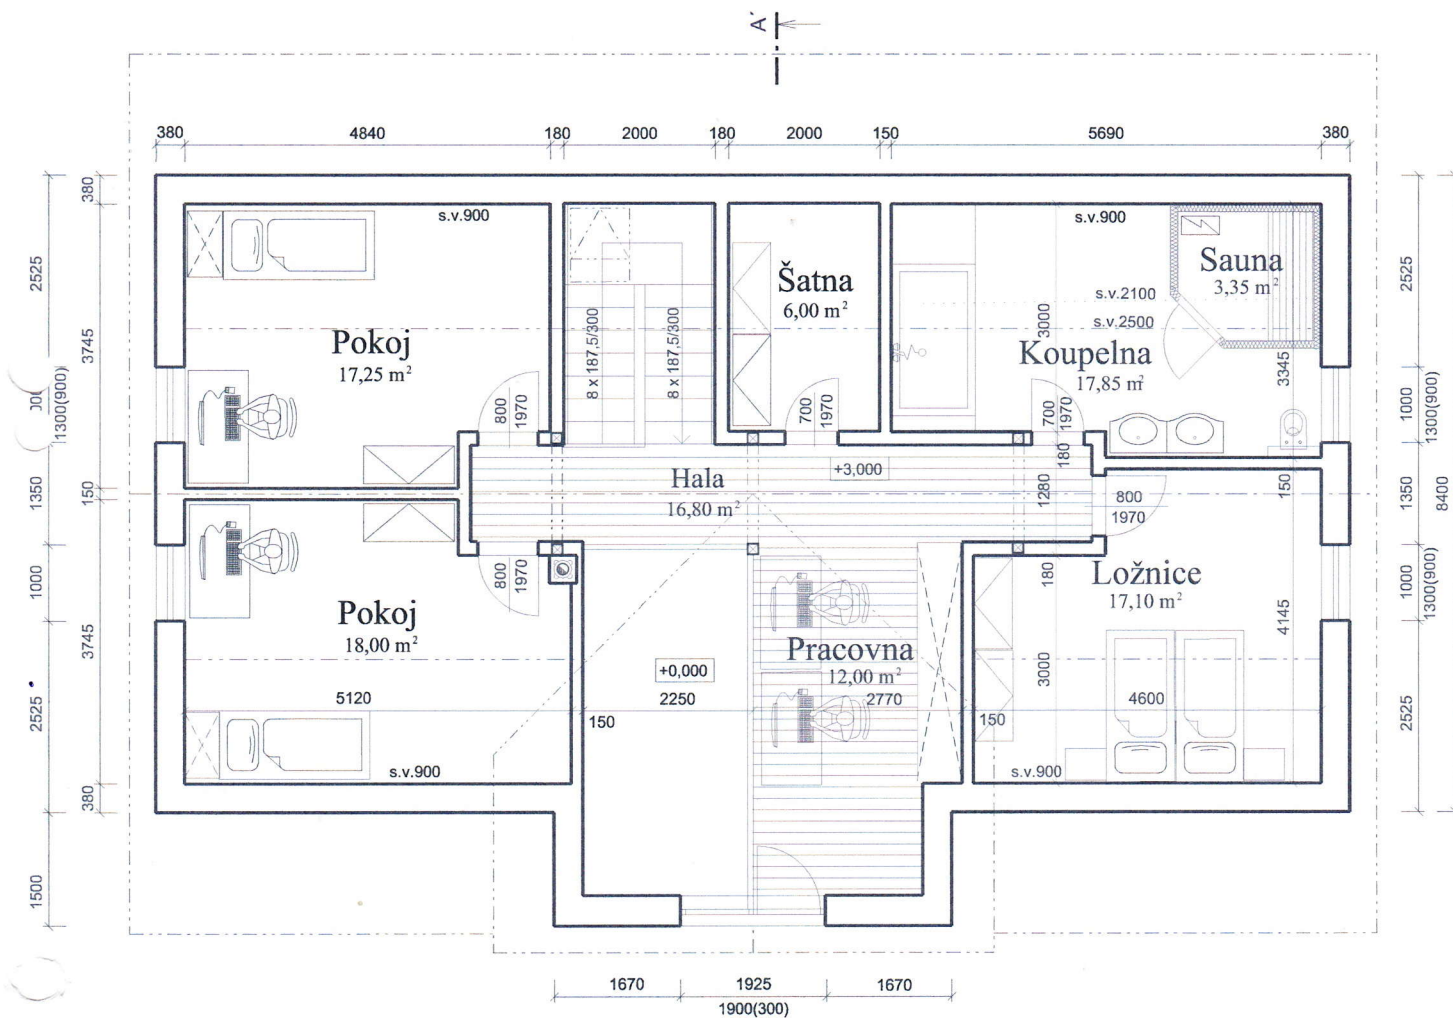 A'
380
4840
180
2000
180
2000
150
5690
380
380
2525
3745
1300(900)
1350
150
1000
3745
2525
380
1500
s.v.900
Pokoj
17,25 m²
800
1970
8 x 187,5/300
8 x 187,5/300
Šatna
6,00 m²
700
1970
s.v.900
Sauna
3,35 m²
s.v.2100
s.v.2500
3000
Koupelna
17,85 m²
3345
700
1970
180
Hala
16,80 m²
+3,000
1280
800
1970
150
800
1970
Pokoj
18,00 m²
5120
s.v.900
+0,000
2250
150
Pracovna
12,00 m²
2770
150
180
Ložnice
17,10 m²
3000
4600
4145
s.v.900
2525
1000
1300(900)
1350
8400
1000
1300(900)
2525
1670
1925
1670
1900(300)